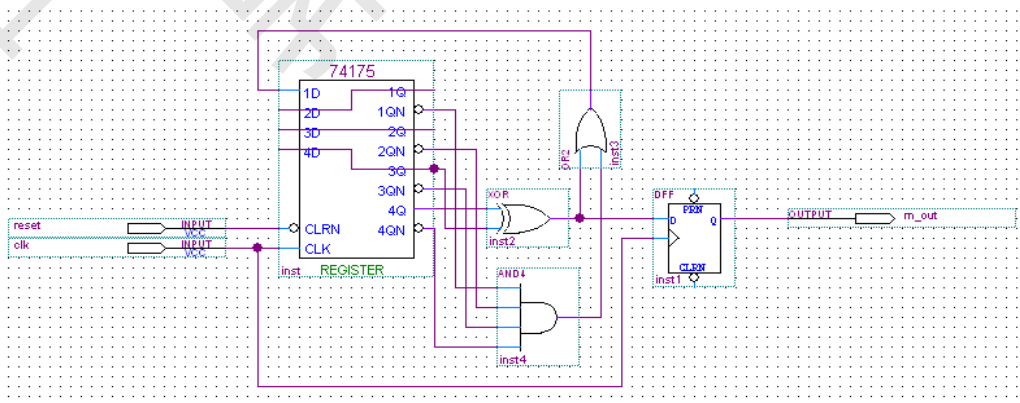 74175
1D
1Q
2D
1QN
3D
2Q
4D
2QN
3Q
3QN
4Q
CLRN
4QN
CLK
inst
REGISTER
OR2
inst3
XOR
inst2
AND4
inst4
DFF
PRN
D
Q
CLRN
inst1
reset
INPUT
VCC
clk
INPUT
VCC
OUTPUT
m_out